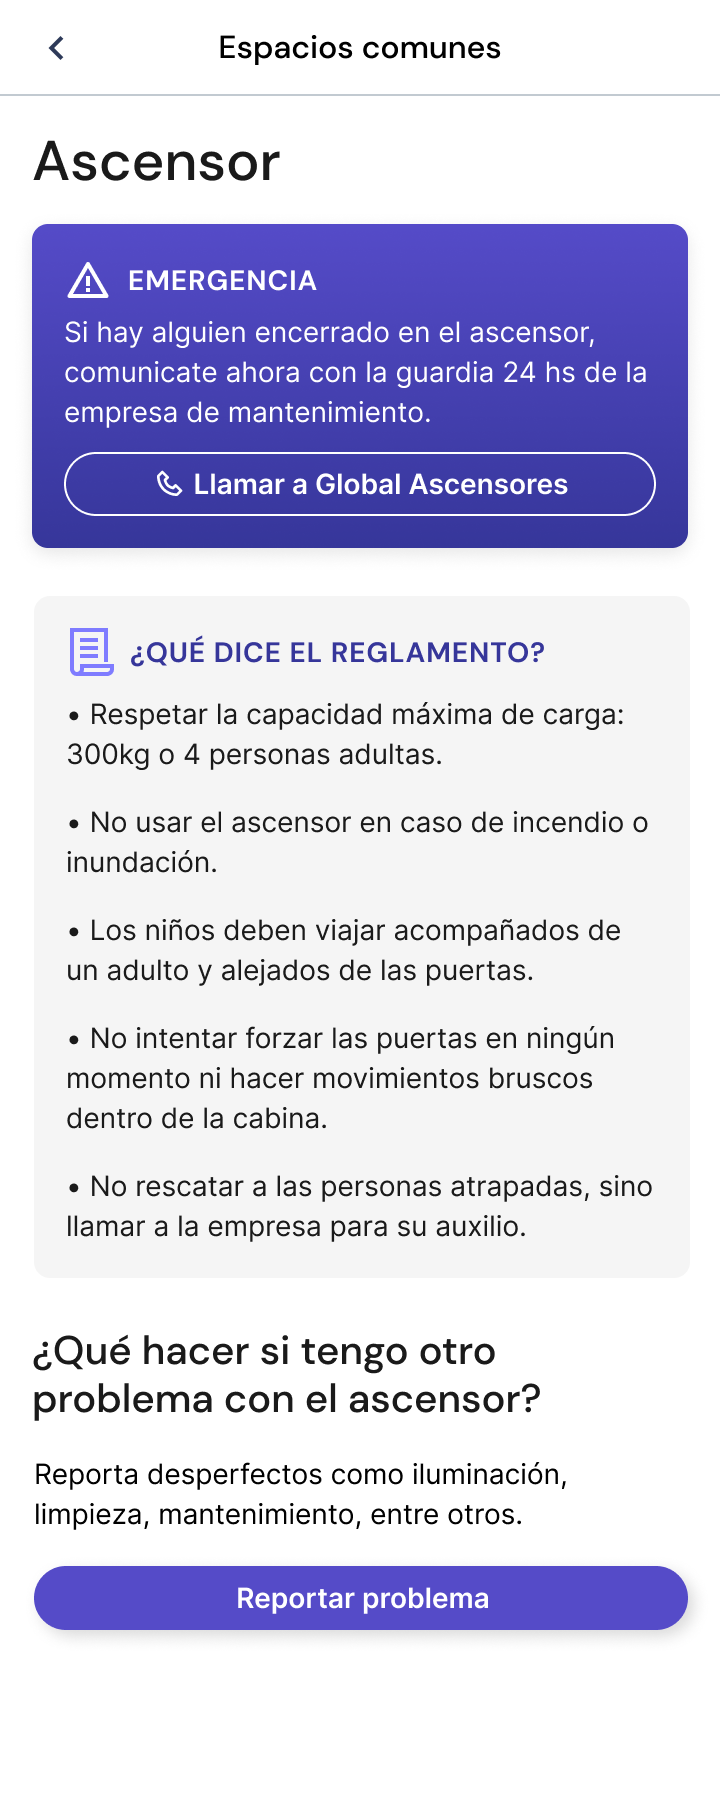 Espacios comunes
Ascensor
EMERGENCIA
Si hay alguien encerrado en el ascensor,
comunicate ahora con la guardia 24 hs de la
empresa de mantenimiento.
Llamar a Global Ascensores
¿QUÉ DICE EL REGLAMENTO?
• Respetar la capacidad máxima de carga:
300kg o 4 personas adultas.
• No usar el ascensor en caso de incendio o
inundación.
• Los niños deben viajar acompañados de
un adulto y alejados de las puertas.
• No intentar forzar las puertas en ningún
momento ni hacer movimientos bruscos
dentro de la cabina.
• No rescatar a las personas atrapadas, sino
llamar a la empresa para su auxilio.
¿Qué hacer si tengo otro
problema con el ascensor?
Reporta desperfectos como iluminación,
limpieza, mantenimiento, entre otros.
Reportar problema